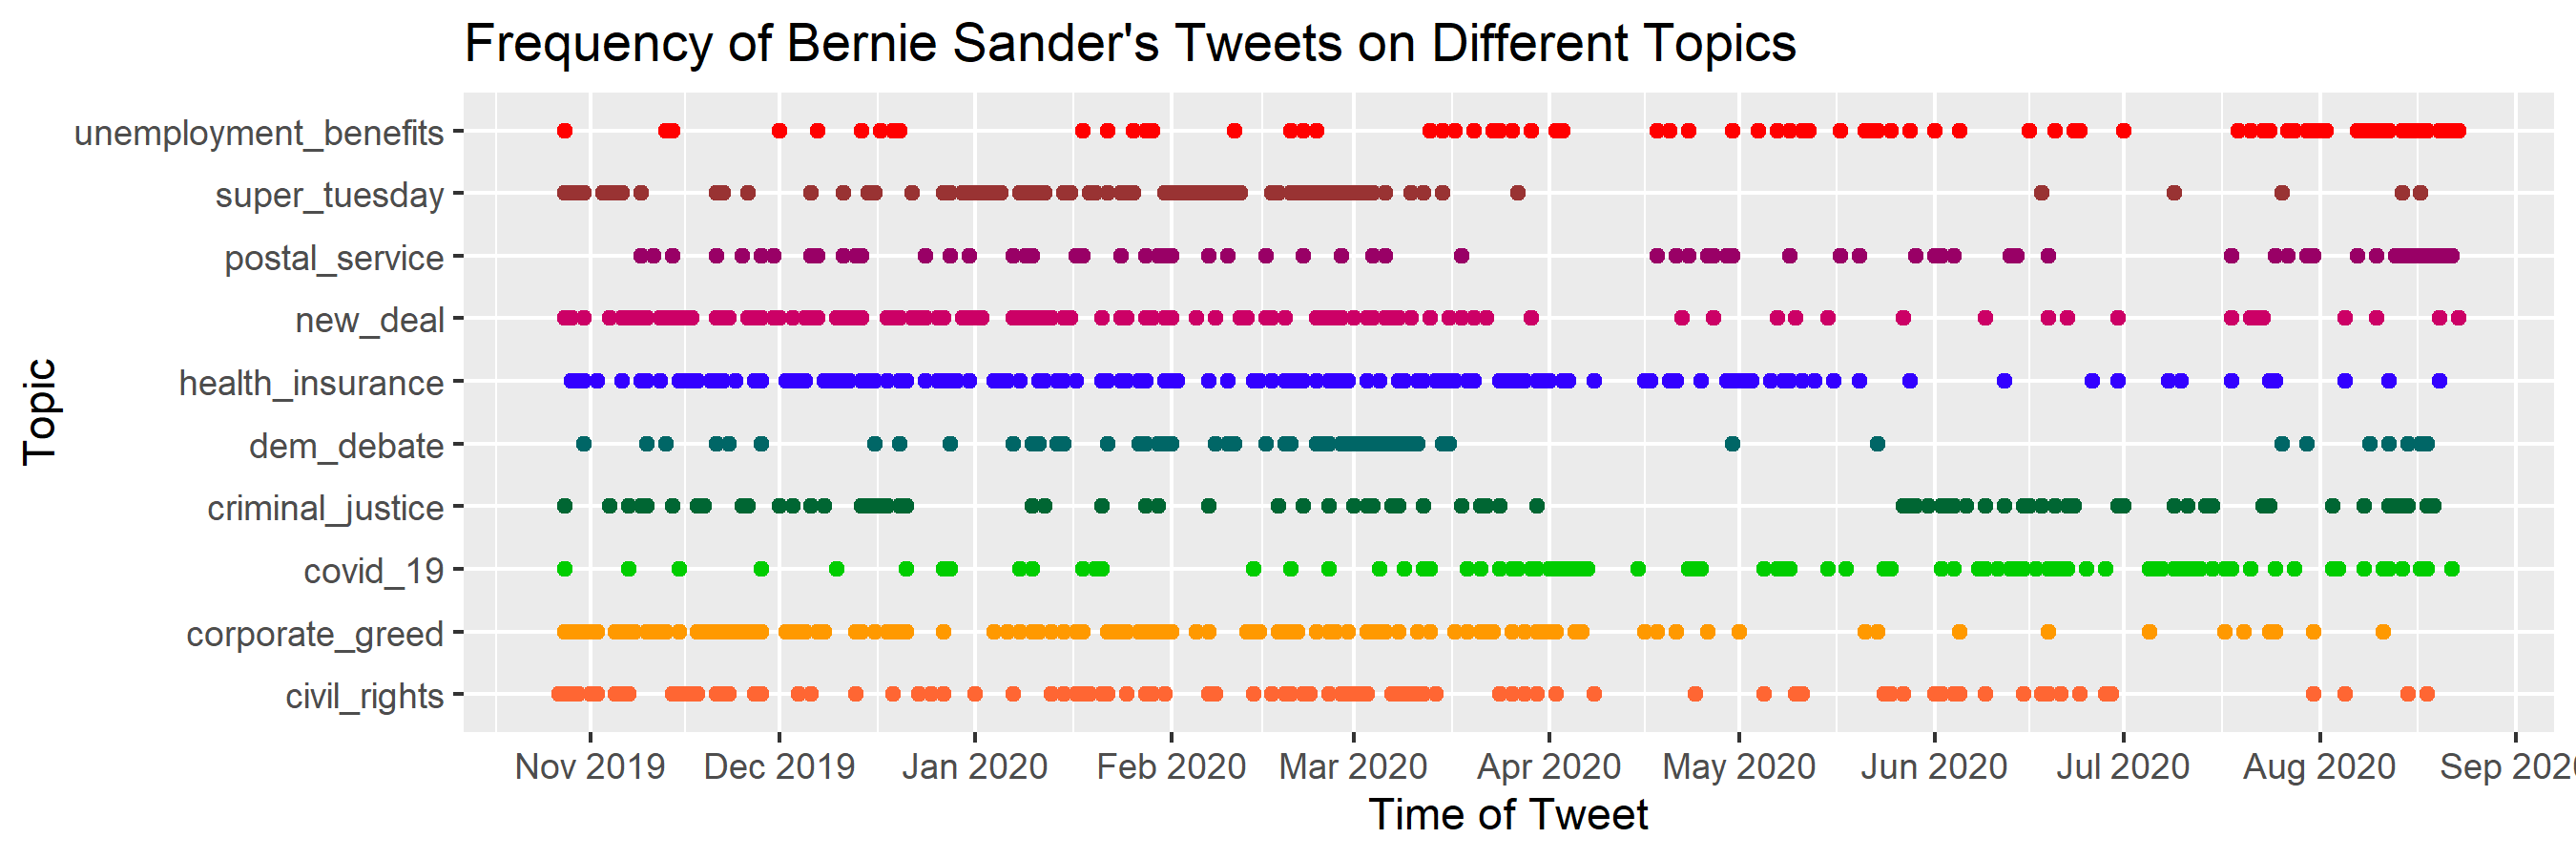 Frequency of Bernie Sander's Tweets on Different Topics
Topic
unemployment_benefits
super_tuesday
postal_service
new_deal
health_insurance
dem_debate
criminal_justice
covid_19
corporate_greed
civil_rights
Nov 2019 Dec 2019 Jan 2020 Feb 2020 Mar 2020 Apr 2020 May 2020 Jun 2020 Jul 2020 Aug 2020 Sep 202
Time of Tweet